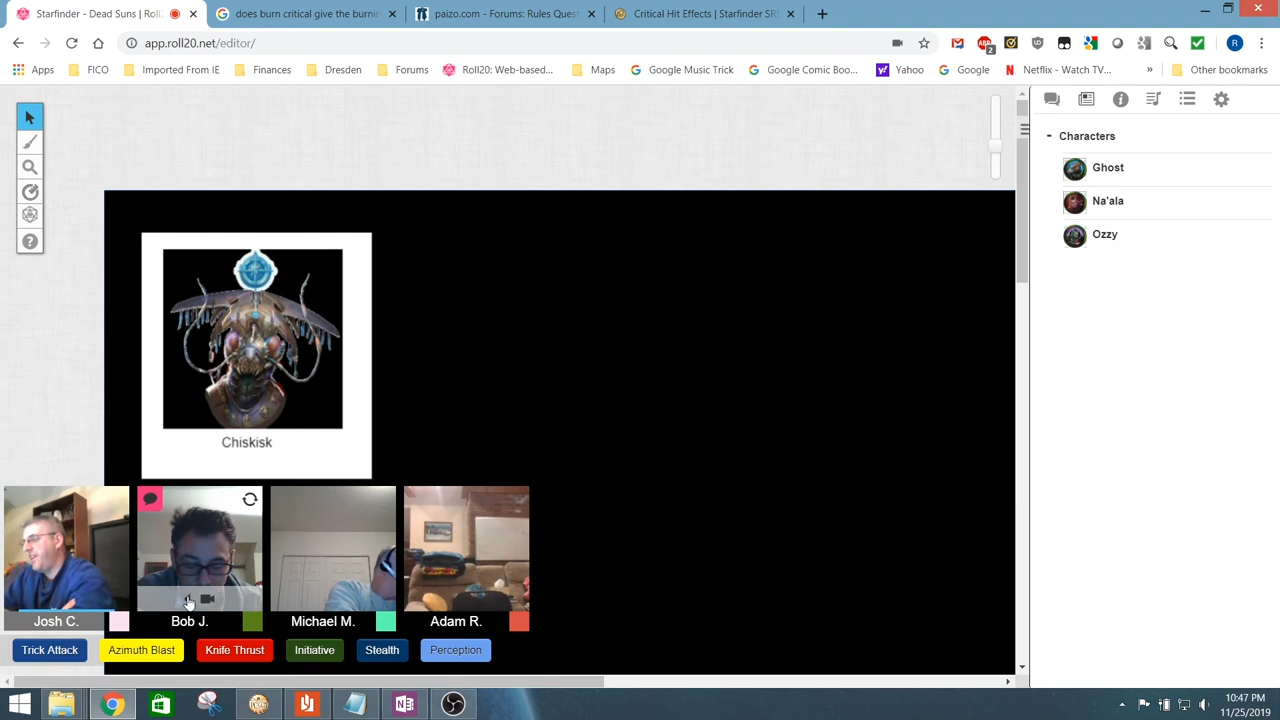 Starfinder - Dead Suns | Roll2
does burn critical give the burnin
paizo.com - Forums: Rules Quest
Critical Hit Effects | Starfinder SRD
app.roll20.net/editor/
2
R
Apps
FICO
Imported From IE
Finances
Dresden
Forums
Roll20: Web-based...
Maps
Google Music Trick
Google Comic Boo...
Yahoo
Google
Netflix - Watch TV...
»
Other bookmarks
- Characters
Ghost
Na'ala
Ozzy
Chiskisk
Josh C.
Bob J.
Michael M.
Adam R.
Trick Attack
Azimuth Blast
Knife Thrust
Initiative
Stealth
Perception
10:47 PM
11/25/2019